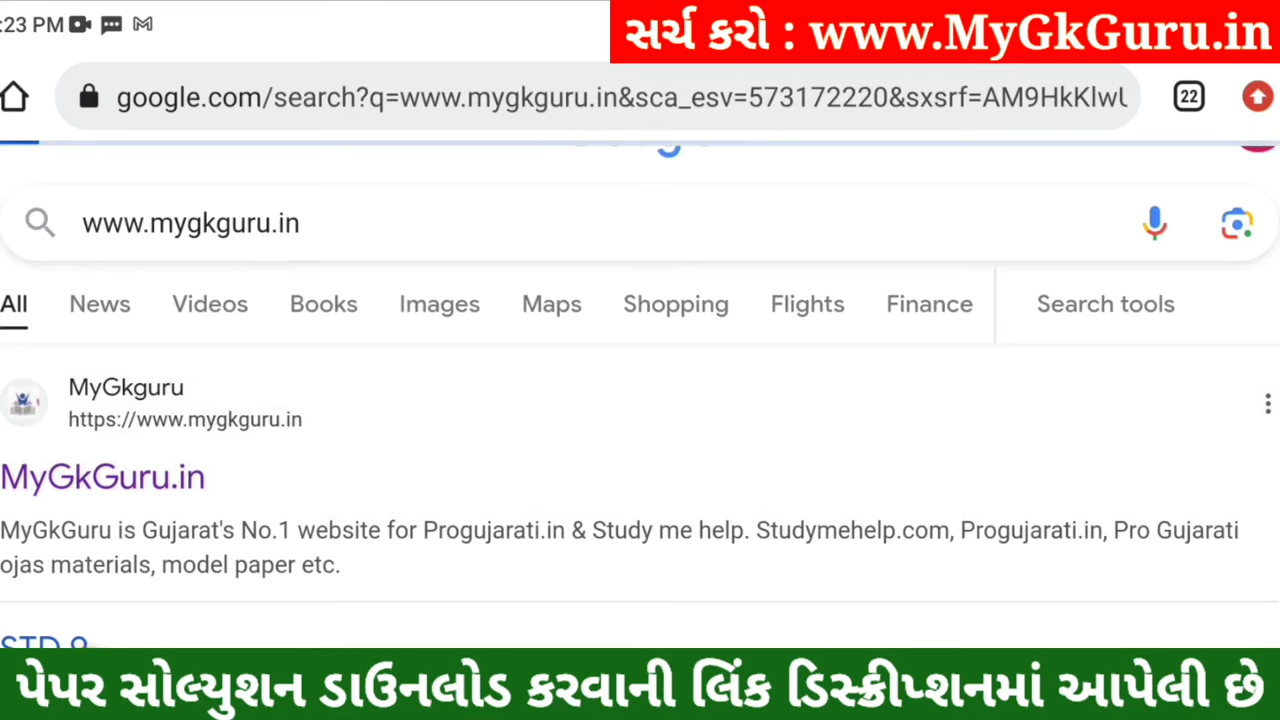 :23 PM
સર્ચ કરો : www.MyGkGuru.in
google.com/search?q=www.mygkguru.in&sca_esv=573172220&sxsrf=AM9HkKlwU
22
www.mygkguru.in
All News Videos Books Images Maps Shopping Flights Finance Search tools
MyGkguru
https://www.mygkguru.in
MyGkGuru.in
MyGkGuru is Gujarat's No.1 website for Progujarati.in & Study me help. Studymehelp.com, Progujarati.in, Pro Gujarati
ojas materials, model paper etc.
પેપર સોલ્યુશન ડાઉનલોડ કરવાની લિંક ડિસ્ક્રીપ્શનમાં આપેલી છે